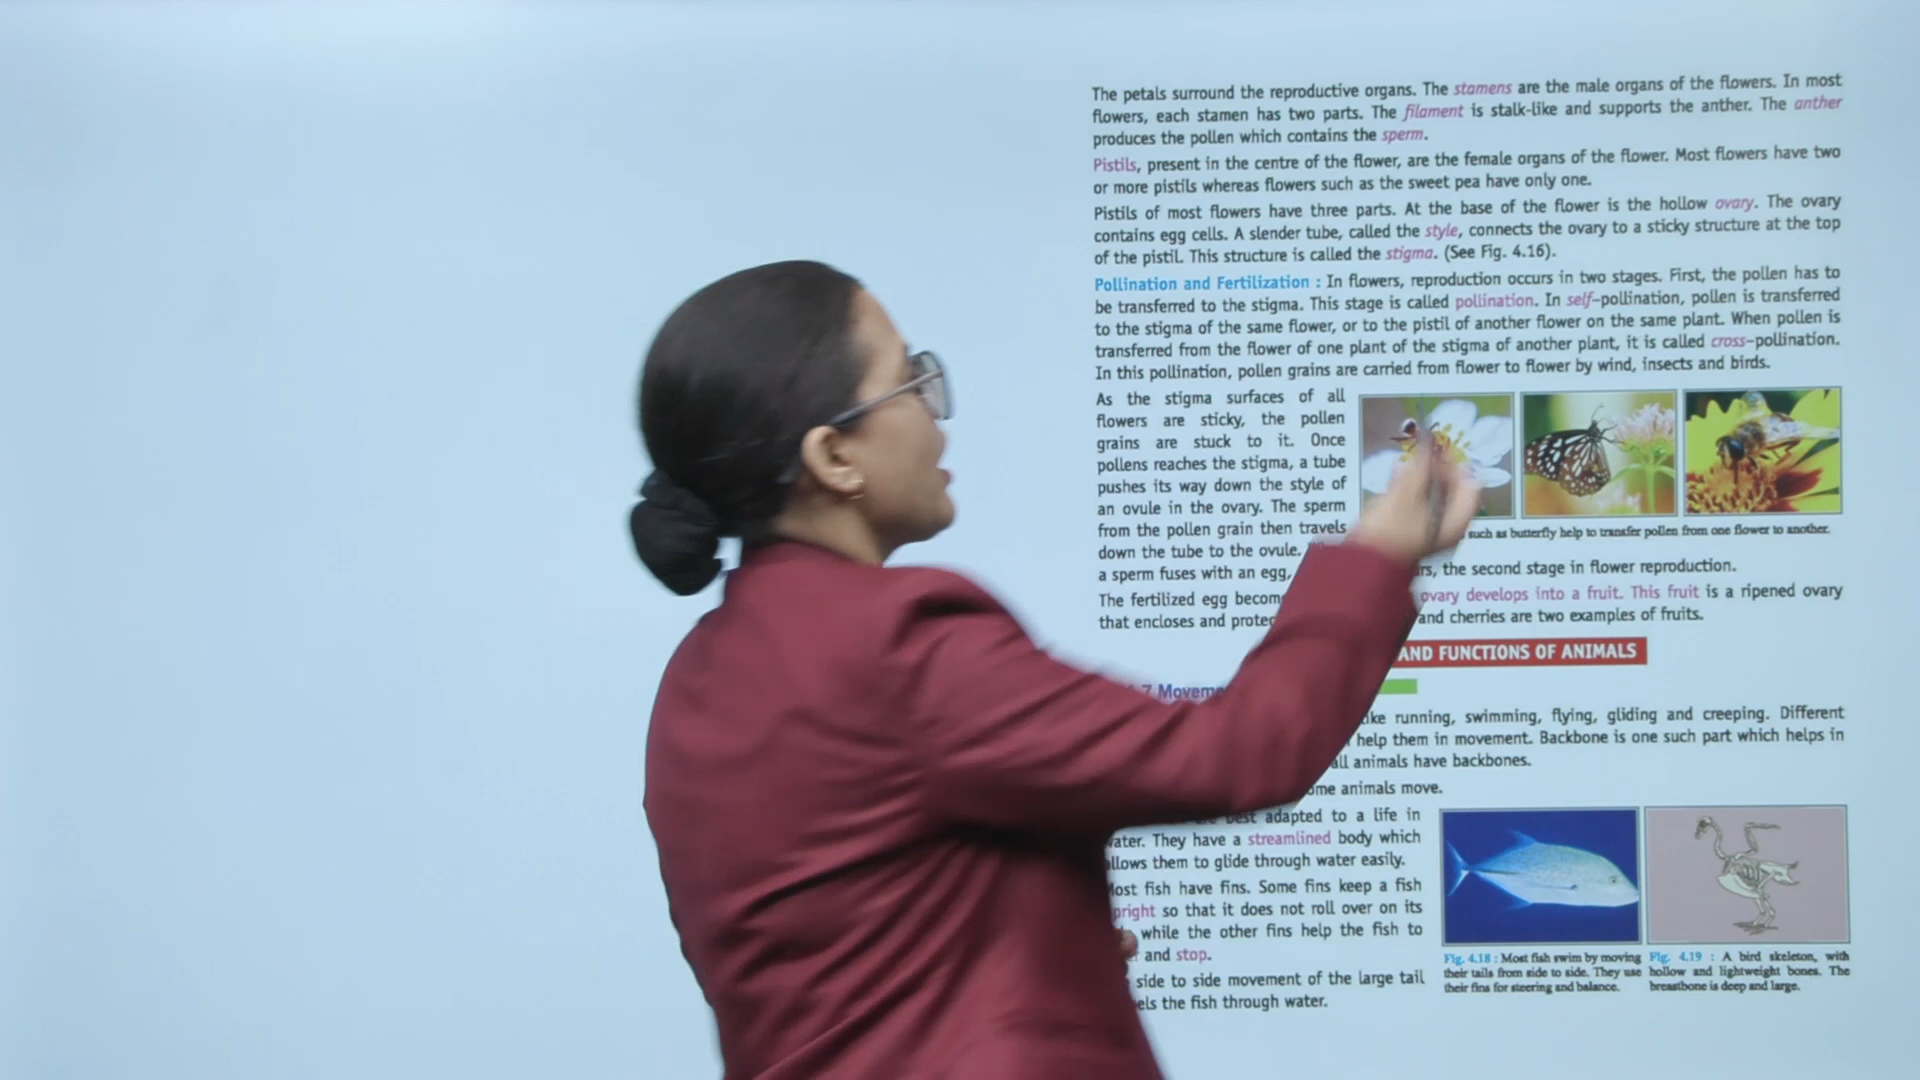 The petals surround the reproductive organs. The stamens are the male organs of the flowers. In most
flowers, each stamen has two parts. The filament is stalk-like and supports the anther. The anther
produces the pollen which contains the sperm.
Pistils, present in the centre of the flower, are the female organs of the flower. Most flowers have two
or more pistils whereas flowers such as the sweet pea have only one.
Pistils of most flowers have three parts. At the base of the flower is the hollow ovary. The ovary
contains egg cells. A slender tube, called the style, connects the ovary to a sticky structure at the top
of the pistil. This structure is called the stigma. (See Fig. 4.16).
Pollination and Fertilization : In flowers, reproduction occurs in two stages. First, the pollen has to
be transferred to the stigma. This stage is called pollination. In self-pollination, pollen is transferred
to the stigma of the same flower, or to the pistil of another flower on the same plant. When pollen is
transferred from the flower of one plant of the stigma of another plant, it is called cross-pollination.
In this pollination, pollen grains are carried from flower to flower by wind, insects and birds.
As the stigma surfaces of all
flowers are sticky, the pollen
grains are stuck to it. Once
pollens reaches the stigma, a tube
pushes its way down the style of
an ovule in the ovary. The sperm
from the pollen grain then travels
down the tube to the ovule.
a sperm fuses with an egg,
such as butterfly help to transfer pollen from one flower to another.
the second stage in flower reproduction.
The fertilized egg ovary develops into a fruit. This fruit is a ripened ovary
that encloses and and cherries are two examples of fruits.
AND FUNCTIONS OF ANIMALS
running, swimming, flying, gliding and creeping. Different
help them in movement. Backbone is one such part which helps in
animals have backbones.
animals move.
best adapted to a life in
They have a streamlined body which
them to glide through water easily.
fish have fins. Some fins keep a fish
so that it does not roll over on its
while the other fins help the fish to
and stop.
side to side movement of the large tail
the fish through water.
Fig. 4.18 : Most fish swim by moving
their tails from side to side. They use
their fins for steering and balance.
Fig. 4.19 : A bird skeleton, with
hollow and lightweight bones. The
breastbone is deep and large.